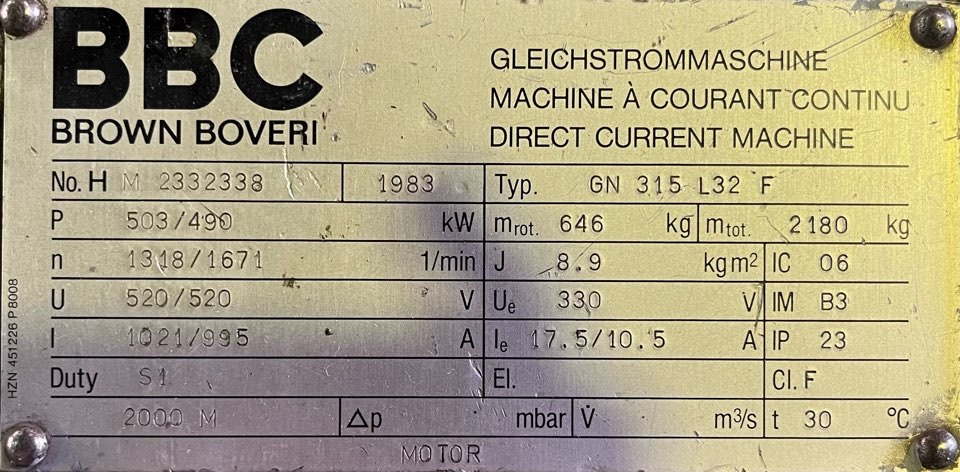 BBC
BROWN BOVERI
GLEICHSTROMMASCHINE
MACHINE À COURANT CONTINU
DIRECT CURRENT MACHINE
No. H M 2332338 1983 Typ. GN 315 L32 F
P 503/490 kW mrot. 646 kg mtot. 2180 kg
n 1318/1671 1/min J 8.9 kgm² IC 06
U 520/520 V Ue 330 V IM B3
I 1021/995 A Ie 17.5/10.5 A IP 23
Duty S1 El. Cl. F
2000 M Δp mbar V̇ m³/s t 30 °C
MOTOR
HZN 451226 P8008